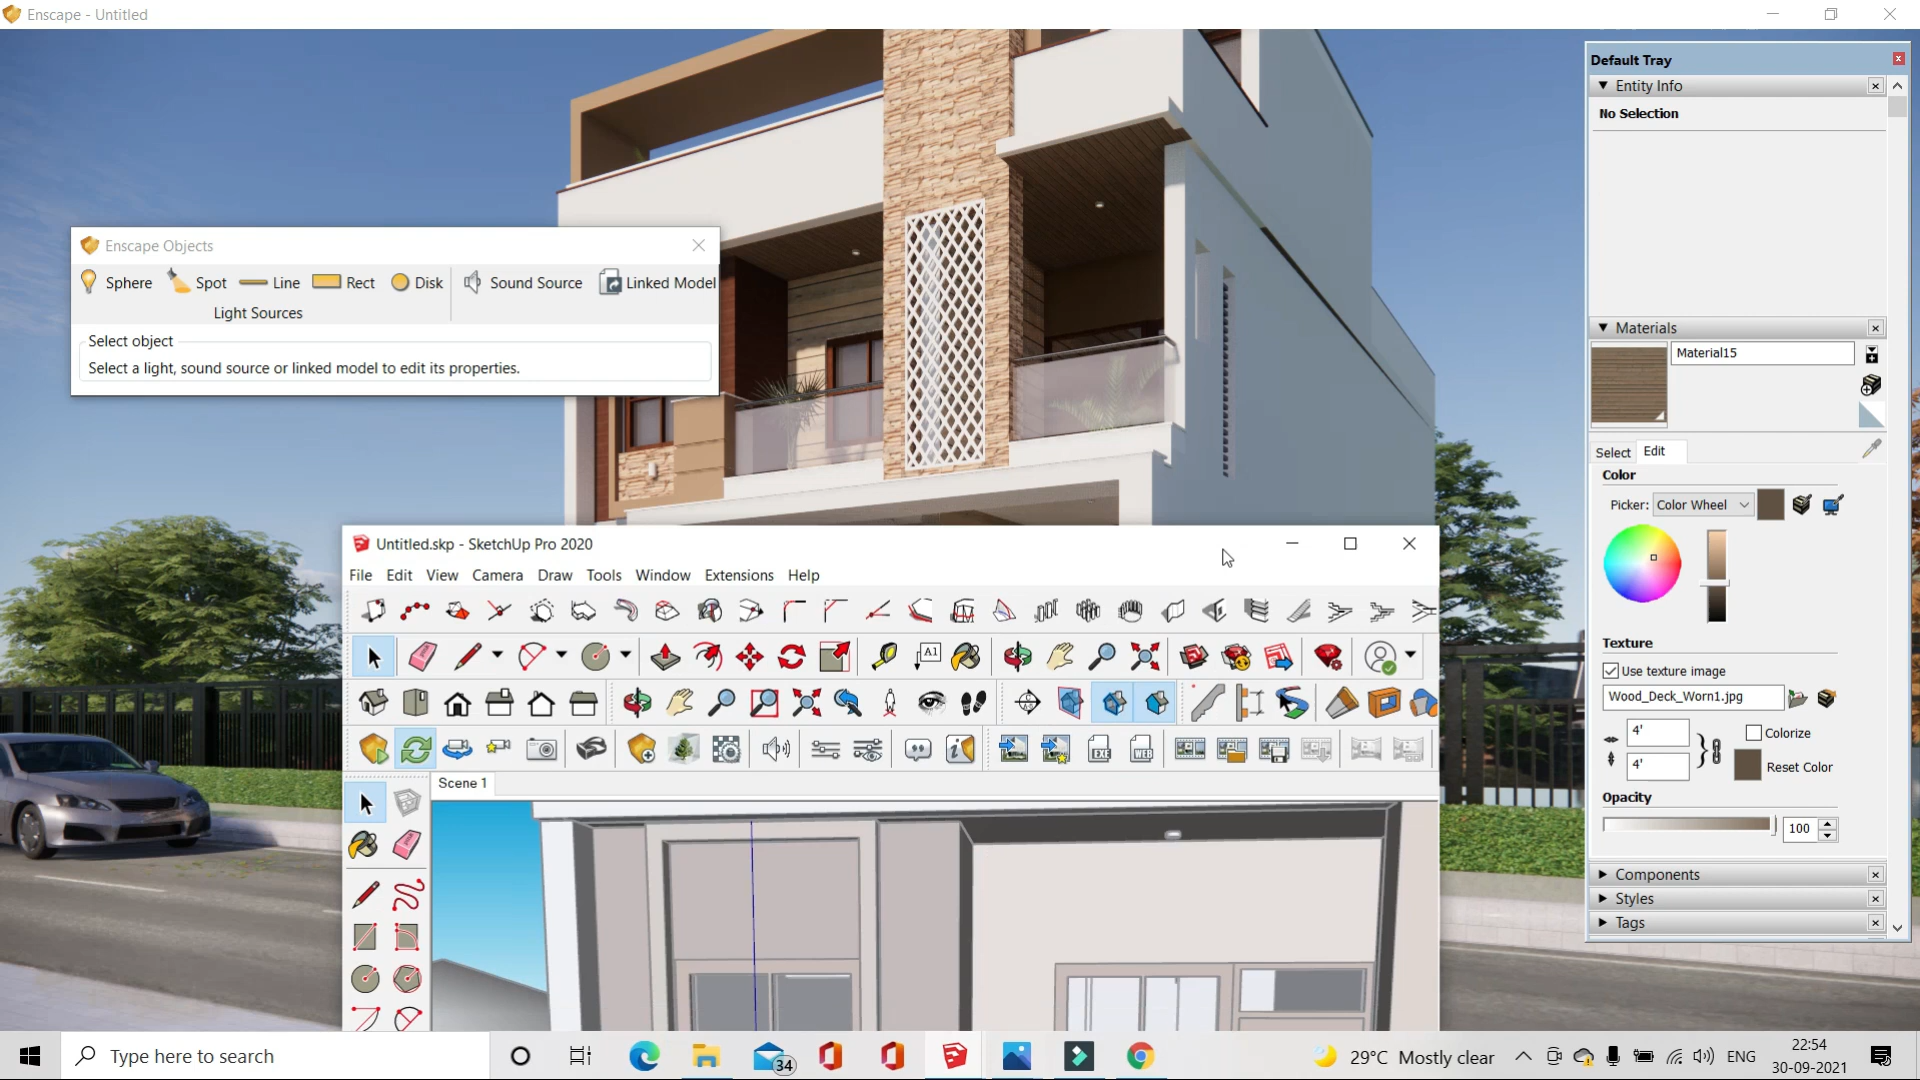 Enscape - Untitled
Default Tray
Entity Info
No Selection
Enscape Objects
Sphere Spot Line Rect Disk Sound Source Linked Model
Light Sources
Select object
Select a light, sound source or linked model to edit its properties.
Materials
Material15
Select Edit
Color
Picker: Color Wheel
Texture
Use texture image
Wood_Deck_Worn1.jpg
4'
Colorize
4'
Reset Color
Opacity
100
Components
Styles
Tags
Untitled.skp - SketchUp Pro 2020
File Edit View Camera Draw Tools Window Extensions Help
A1
EXE WEB
Scene 1
Type here to search
34
29°C Mostly clear
ENG
22:54
30-09-2021